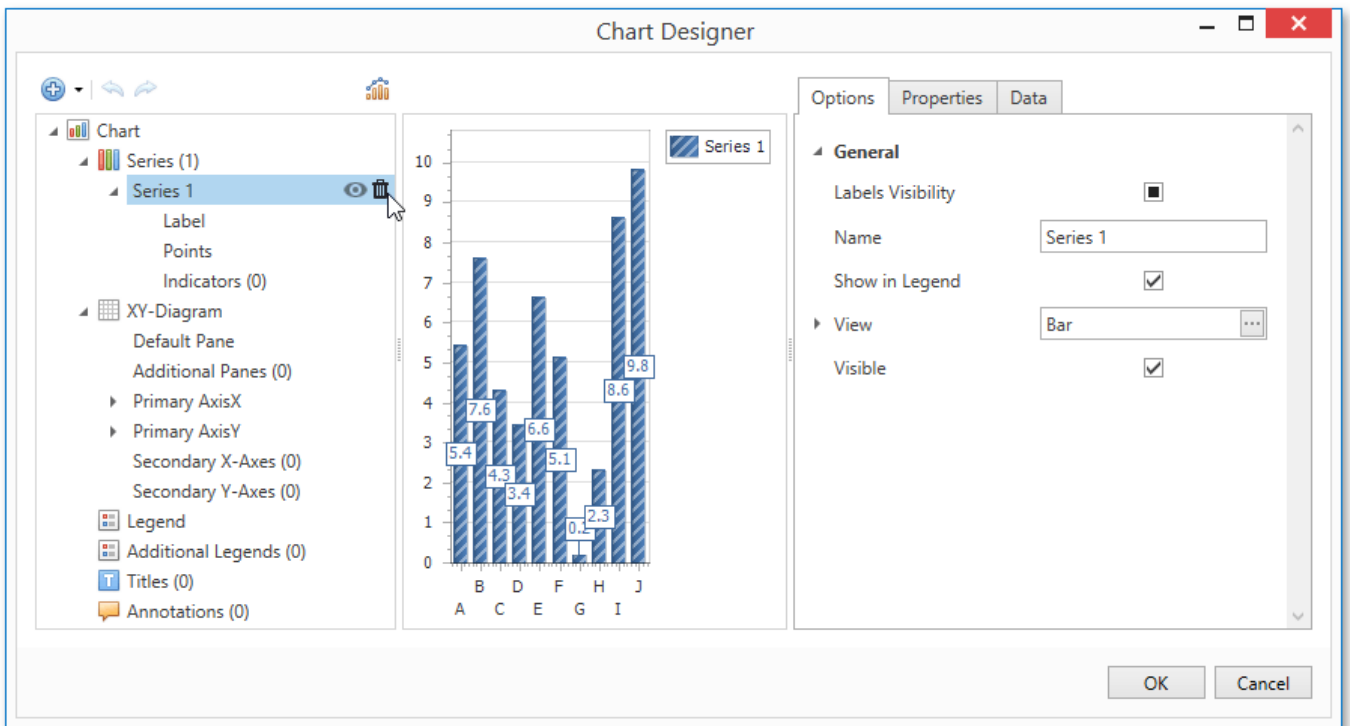 Chart Designer
Options Properties Data
Chart
Series (1)
Series 1
Label
Points
Indicators (0)
XY-Diagram
Default Pane
Additional Panes (0)
Primary AxisX
Primary AxisY
Secondary X-Axes (0)
Secondary Y-Axes (0)
Legend
Additional Legends (0)
Titles (0)
Annotations (0)
Series 1
10
9
8
7
6
5
4
3
2
1
0
5.4
7.6
4.3
3.4
6.6
5.1
0.2
2.3
8.6
9.8
B D F H J
A C E G I
General
Labels Visibility
Name Series 1
Show in Legend
View Bar ...
Visible
OK Cancel